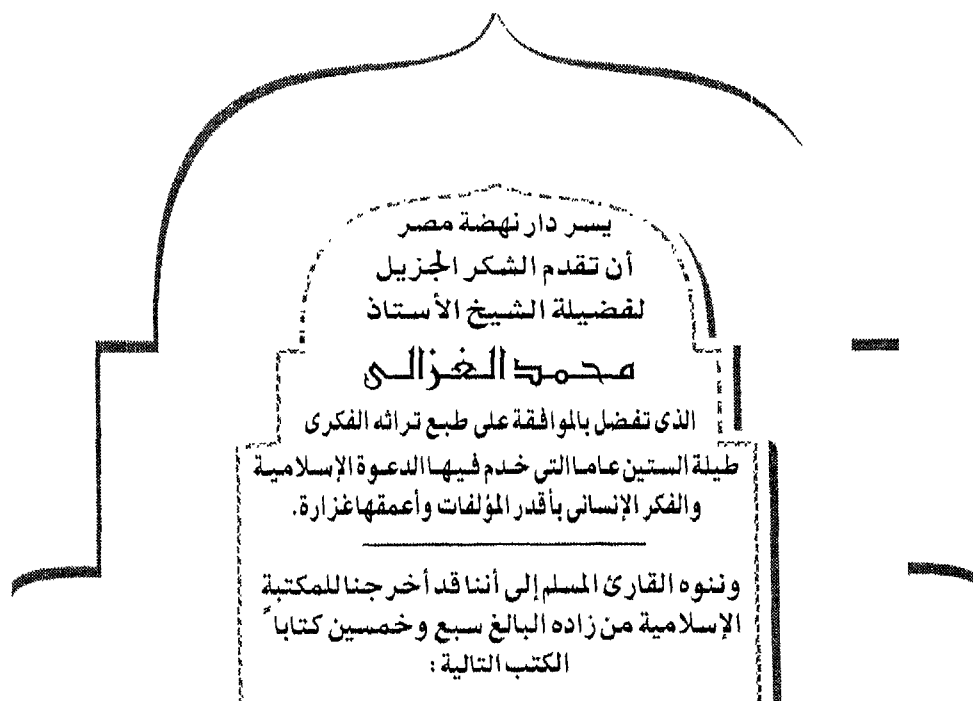 يسر دار نهضة مصر
أن تقدم الشكر الجزيل
لفضيلة الشيخ الأستاذ
محمد الغزالى
الذى تفضل بالموافقة على طبع تراثه الفكرى
طيلة الستين عاما التى خدم فيها الدعوة الإسلامية
والفكر الإنسانى بأقدر المؤلفات وأعمقها غزارة.
وننوه القارئ المسلم إلى أننا قد أخرجنا للمكتبة
الإسلامية من زاده البالغ سبع وخمسين كتاباً
الكتب التالية :